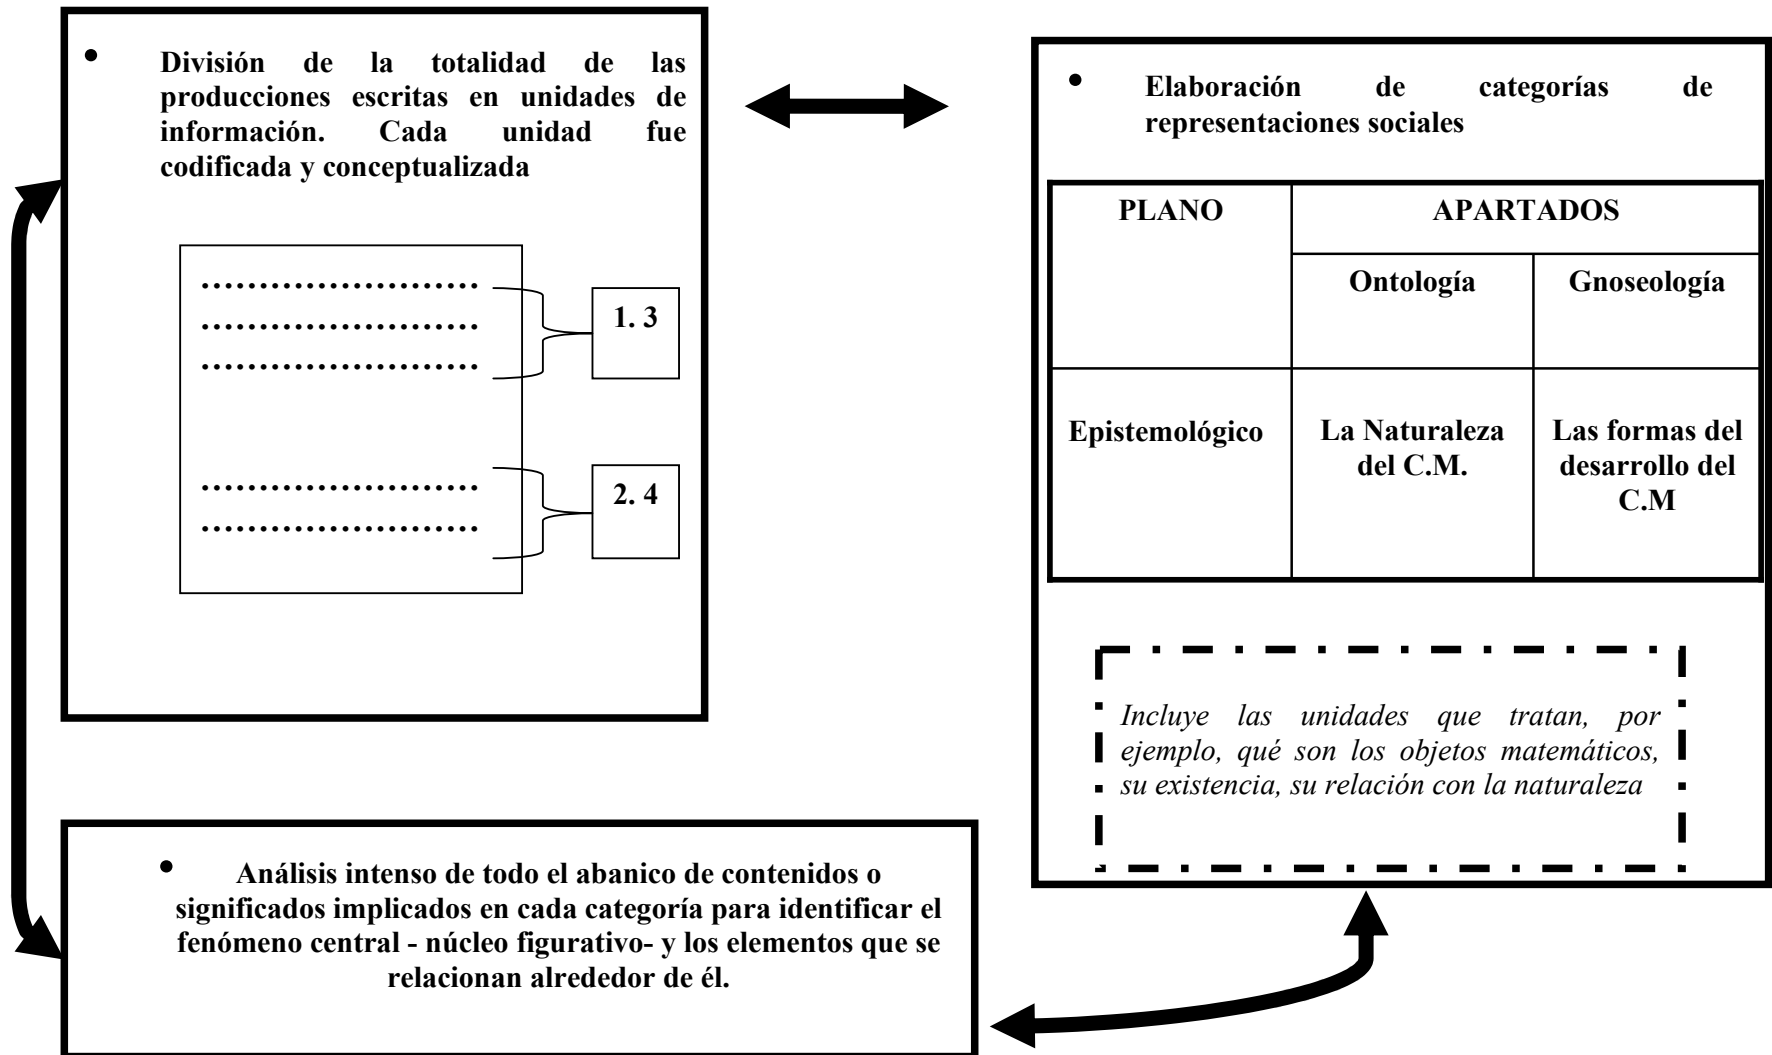 • División de la totalidad de las
producciones escritas en unidades de
información. Cada unidad fue
codificada y conceptualizada
........................
........................
........................
1. 3
........................
........................
2. 4
• Elaboración de categorías de
representaciones sociales
PLANO
APARTADOS
Ontología
Gnoseología
Epistemológico
La Naturaleza
del C.M.
Las formas del
desarrollo del
C.M
Incluye las unidades que tratan, por
ejemplo, qué son los objetos matemáticos,
su existencia, su relación con la naturaleza
• Análisis intenso de todo el abanico de contenidos o
significados implicados en cada categoría para identificar el
fenómeno central - núcleo figurativo- y los elementos que se
relacionan alrededor de él.